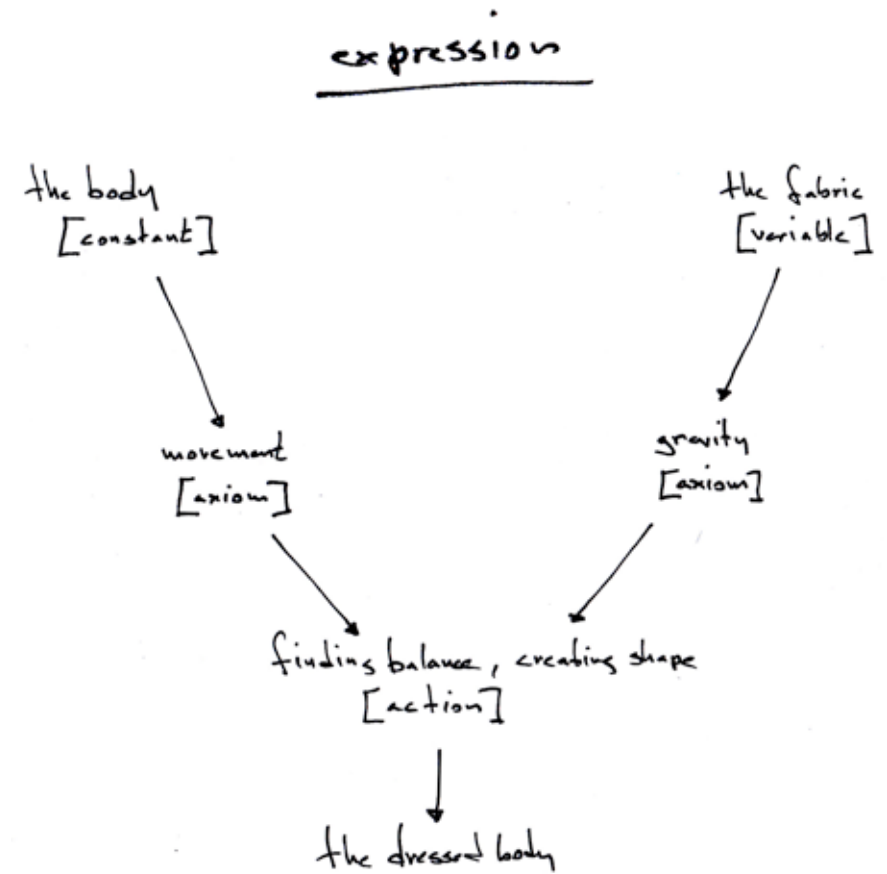 expression
the body
[constant]
the fabric
[variable]
movement
[axiom]
gravity
[axiom]
finding balance, creating shape
[action]
the dressed body